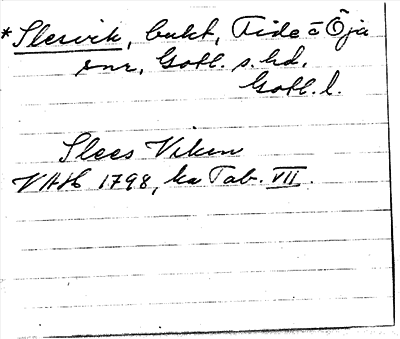 *Slesvik, bukt, Fide o Öja
snr, Gotl. s. hd.
Gotl. l.
Slees Viken
VAH 1798, ka Tab. VII.